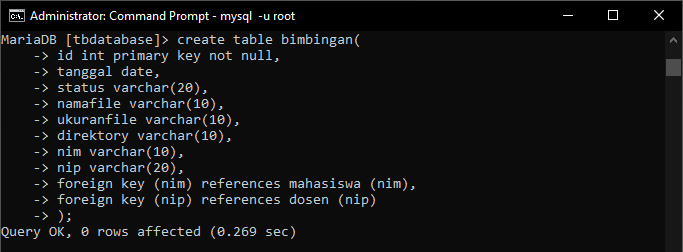 Administrator: Command Prompt - mysql -u root
MariaDB [tbdatabase]> create table bimbingan(
    -> id int primary key not null,
    -> tanggal date,
    -> status varchar(20),
    -> namafile varchar(10),
    -> ukuranfile varchar(10),
    -> direktory varchar(10),
    -> nim varchar(10),
    -> nip varchar(20),
    -> foreign key (nim) references mahasiswa (nim),
    -> foreign key (nip) references dosen (nip)
    -> );
Query OK, 0 rows affected (0.269 sec)